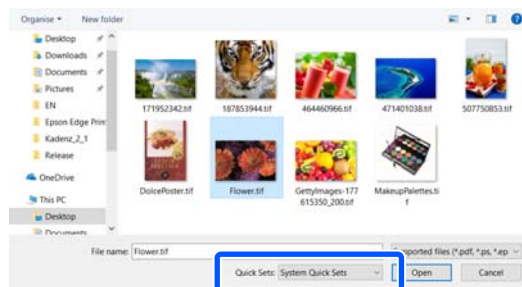 Organise
New folder
Desktop
Downloads
Documents
Pictures
EN
Epson Edge Print
Kadenz_2_1
Release
OneDrive
This PC
Desktop
Documents
171952342.tif
187853944.tif
464460966.tif
471401038.tif
507750853.tif
DolcePoster.tif
Flower.tif
GettyImages-177
615350_200.tif
MakeupPalettes.ti
f
File name: Flower.tif
Supported files (*.pdf, *.ps, *.ep
Quick Sets: System Quick Sets
Open
Cancel